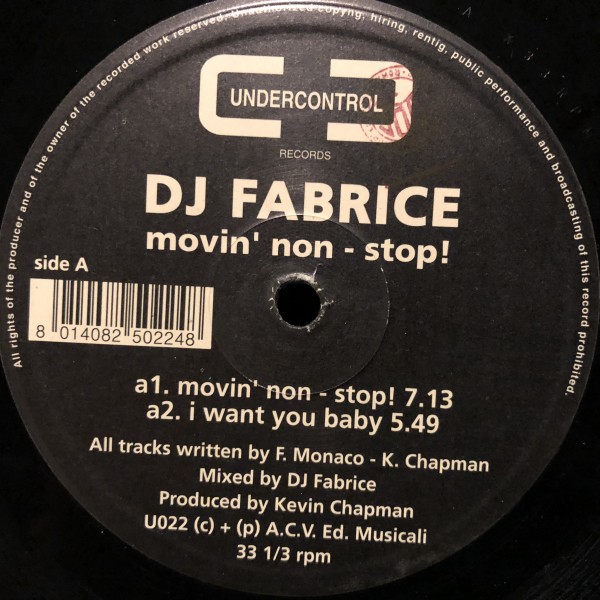 All rights of the producer and of the owner of the recorded work reserved. Unauthorized copying, hiring, rentig, public performance and broadcasting of this record prohibited.
UNDERCONTROL
RECORDS
DJ FABRICE
movin' non - stop!
side A
8 014082 502248
a1. movin' non - stop! 7.13
a2. i want you baby 5.49
All tracks written by F. Monaco - K. Chapman
Mixed by DJ Fabrice
Produced by Kevin Chapman
U022 (c) + (p) A.C.V. Ed. Musicali
33 1/3 rpm